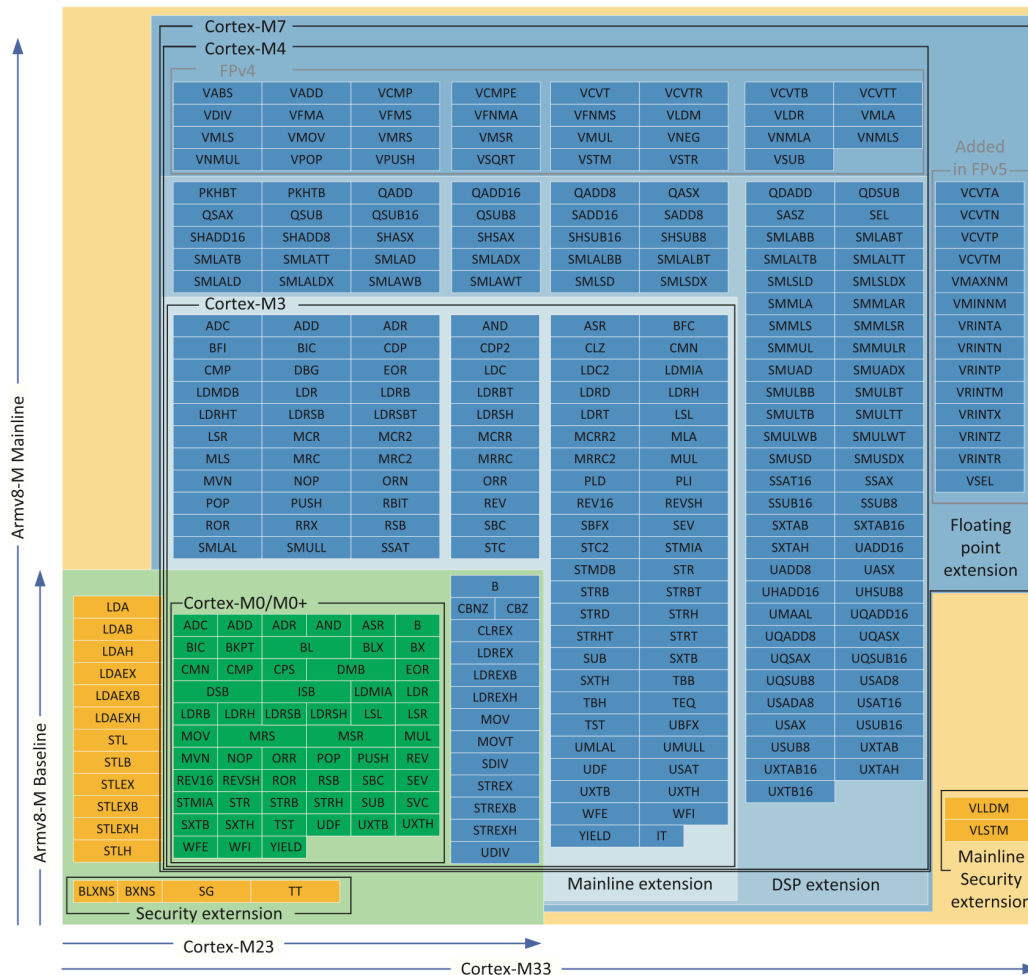 Cortex-M7
Cortex-M4
FPv4
VABS VADD VCMP VCMPE VCVT VCVTR VCVTB VCVTT
VDIV VFMA VFMS VFNMA VFNMS VLDM VLDR VMLA
VMLS VMOV VMRS VMSR VMUL VNEG VNMLA VNMLS
VNMUL VPOP VPUSH VSQRT VSTM VSTR VSUB
Added
in FPv5
PKHBT PKHTB QADD QADD16 QADD8 QASX QDADD QDSUB VCVTA
QSAX QSUB QSUB16 QSUB8 SADD16 SADD8 SASZ SEL VCVTN
SHADD16 SHADD8 SHASX SHSAX SHSUB16 SHSUB8 SMLABB SMLABT VCVTP
SMLATB SMLATT SMLAD SMLADX SMLALBB SMLALBT SMLALTB SMLALTT VCVTM
SMLALD SMLALDX SMLAWB SMLAWT SMLSD SMLSDX SMLSLD SMLSLDX VMAXNM
Cortex-M3 SMMLA SMMLAR VMINNM
ADC ADD ADR AND ASR BFC SMMLS SMMLSR VRINTA
BFI BIC CDP CDP2 CLZ CMN SMMUL SMMULR VRINTN
CMP DBG EOR LDC LDC2 LDMIA SMUAD SMUADX VRINTP
LDMDB LDR LDRB LDRBT LDRD LDRH SMULBB SMULBT VRINTM
LDRHT LDRSB LDRSBT LDRSH LDRT LSL SMULTB SMULTT VRINTX
LSR MCR MCR2 MCRR MCRR2 MLA SMULWB SMULWT VRINTZ
MLS MRC MRC2 MRRC MRRC2 MUL SMUSD SMUSDX VRINTR
MVN NOP ORN ORR PLD PLI SSAT16 SSAX VSEL
POP PUSH RBIT REV REV16 REVSH SSUB16 SSUB8
ROR RRX RSB SBC SBFX SEV SXTAB SXTAB16
SMLAL SMULL SSAT STC STC2 STMIA SXTAH UADD16
Floating
point
extension
STMDB STR UADD8 UASX
B STRB STRBT UHADD16 UHSUB8
Cortex-M0/M0+
LDA CBNZ CBZ STRD STRH UMAAL UQADD16
LDAB ADC ADD ADR AND ASR B CLREX STRHT STRT UQADD8 UQASX
LDAH BIC BKPT BL BLX BX LDREX SUB SXTB UQSAX UQSUB16
LDAEX CMN CMP CPS DMB EOR LDREXB SXTH TBB UQSUB8 USAD8
LDAEXB DSB ISB LDMIA LDR LDREXH TBH TEQ USADA8 USAT16
LDAEXH LDRB LDRH LDRSB LDRSH LSL LSR MOV TST UBFX USAX USUB16
STL MOV MRS MSR MUL MOVT UMLAL UMULL USUB8 UXTAB
STLB MVN NOP ORR POP PUSH REV SDIV UDF USAT UXTAB16 UXTAH
STLEX REV16 REVSH ROR RSB SBC SEV STREX UXTB UXTH UXTB16
STLEXB STMIA STR STRB STRH SUB SVC STREXB WFE WFI VLLDM
STLEXH SXTB SXTH TST UDF UXTB UXTH STREXH YIELD IT VLSTM
STLH WFE WFI YIELD UDIV
BLXNS BXNS SG TT
Security externsion
Mainline extension
DSP extension
Mainline
Security
externsion
Cortex-M23
Cortex-M33
Armv8-M Mainline
Armv8-M Baseline